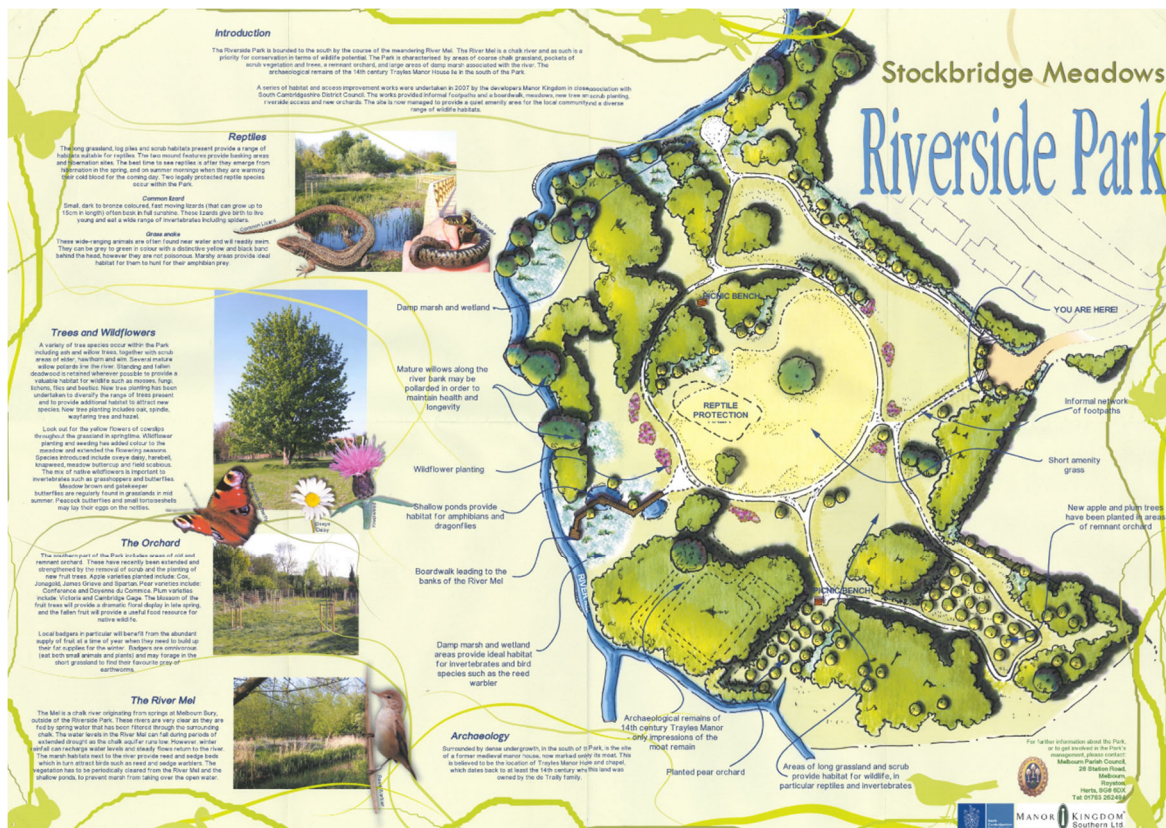 Stockbridge Meadows
Riverside Park
Introduction
The Riverside Park is bounded to the south by the course of the meandering River Mel. The River Mel is a chalk river and as such is a
priority for conservation in terms of wildlife potential. The Park is characterised by areas of coarse chalk grassland, pockets of
scrub vegetation and trees, a remnant orchard, and large areas of damp marsh associated with the river. The
archaeological remains of the 14th century Trayles Manor House lie in the south of the Park.
A series of habitat and access improvement works were undertaken in 2007 by the developers Manor Kingdom in close association with
South Cambridgeshire District Council. The works provided informal footpaths and a boardwalk, meadows, new tree an scrub planting,
riverside access and new orchards. The site is now managed to provide a quiet amenity area for the local community and a diverse
range of wildlife habitats.
Reptiles
The long grassland, log piles and scrub habitats present provide a range of
habitats suitable for reptiles. The two mound features provide basking areas
and hibernation sites. The best time to see reptiles is after they emerge from
hibernation in the spring, and on summer mornings when they are warming
their cold blood for the coming day. Two legally protected reptile species
occur within the Park.
Common lizard
Small, dark to bronze coloured, fast moving lizards (that can grow up to
15cm in length) often bask in full sunshine. These lizards give birth to live
young and eat a wide range of invertebrates including spiders.
Grass snake
These wide-ranging animals are often found near water and will readily swim.
They can be grey to green in colour with a distinctive yellow and black band
behind the head, however they are not poisonous. Marshy areas provide ideal
habitat for them to hunt for their amphibian prey.
Common Lizard
Grass Snake
Trees and Wildflowers
A variety of tree species occur within the Park
including ash and willow trees, together with scrub
areas of elder, hawthorn and elm. Several mature
willow pollards line the river. Standing and fallen
deadwood is retained wherever possible to provide a
valuable habitat for wildlife such as mosses, fungi,
lichens, flies and beetles. New tree planting has been
undertaken to diversify the range of trees present
and to provide additional habitat to attract new
species. New tree planting includes oak, spindle,
wayfaring tree and hazel.
Look out for the yellow flowers of cowslips
throughout the grassland in springtime. Wildflower
planting and seeding has added colour to the
meadow and extended the flowering seasons.
Species introduced include oxeye daisy, harebell,
knapweed, meadow buttercup and field scabious.
The mix of native wildflowers is important to
invertebrates such as grasshoppers and butterflies.
Meadow brown and gatekeeper
butterflies are regularly found in grasslands in mid
summer. Peacock butterflies and small tortoiseshells
may lay their eggs on the nettles.
Oxeye
Daisy
Knapweed
The Orchard
The southern part of the Park includes areas of old and
remnant orchard. These have recently been extended and
strengthened by the removal of scrub and the planting of
new fruit trees. Apple varieties planted include: Cox,
Jonagold, James Grieve and Spartan. Pear varieties include:
Conference and Doyenne du Commice. Plum varieties
include: Victoria and Cambridge Gage. The blossom of the
fruit trees will provide a dramatic floral display in late spring,
and the fallen fruit will provide a useful food resource for
native wildlife.
Local badgers in particular will benefit from the abundant
supply of fruit at a time of year when they need to build up
their fat supplies for the winter. Badgers are omnivorous
(eat both small animals and plants) and may forage in the
short grassland to find their favourite prey of
earthworms.
The River Mel
The Mel is a chalk river originating from springs at Melbourn Bury,
outside of the Riverside Park. These rivers are very clear as they are
fed by spring water that has been filtered through the surrounding
chalk. The water levels in the River Mel can fall during periods of
extended drought as the chalk aquifer runs low. However, winter
rainfall can recharge water levels and steady flows return to the river.
The marsh habitats next to the river provide reed and sedge beds
which in turn attract birds such as reed and sedge warblers. The
vegetation has to be periodically cleared from the River Mel and the
shallow ponds, to prevent marsh from taking over the open water.
Archaeology
Surrounded by dense undergrowth, in the south of t Park, is the site
of a former medieval manor house, now marked only its moat. This
is believed to be the location of Trayles Manor House and chapel,
which dates back to at least the 14th century wh this land was
owned by the de Trailly family.
Damp marsh and wetland
Mature willows along the
river bank may be
pollarded in order to
maintain health and
longevity
Wildflower planting
Shallow ponds provide
habitat for amphibians and
dragonflies
Boardwalk leading to the
banks of the River Mel
RIVER
Damp marsh and wetland
areas provide ideal habitat
for invertebrates and bird
species such as the reed
warbler
Archaeological remains of
14th century Trayles Manor
- only impressions of the
moat remain
Planted pear orchard
Areas of long grassland and scrub
provide habitat for wildlife, in
particular reptiles and invertebrates
PICNIC BENCH
REPTILE
PROTECTION
PICNIC BENCH
YOU ARE HERE!
Informal network
of footpaths
Short amenity
grass
New apple and plum trees
have been planted in areas
of remnant orchard
For further information about the Park,
or to get involved in the Park's
management, please contact:
Melbourn Parish Council,
28 Station Road,
Melbourn,
Royston,
Herts, SG8 6DX
Tel: 01763 262494
MANOR KINGDOM
Southern Ltd